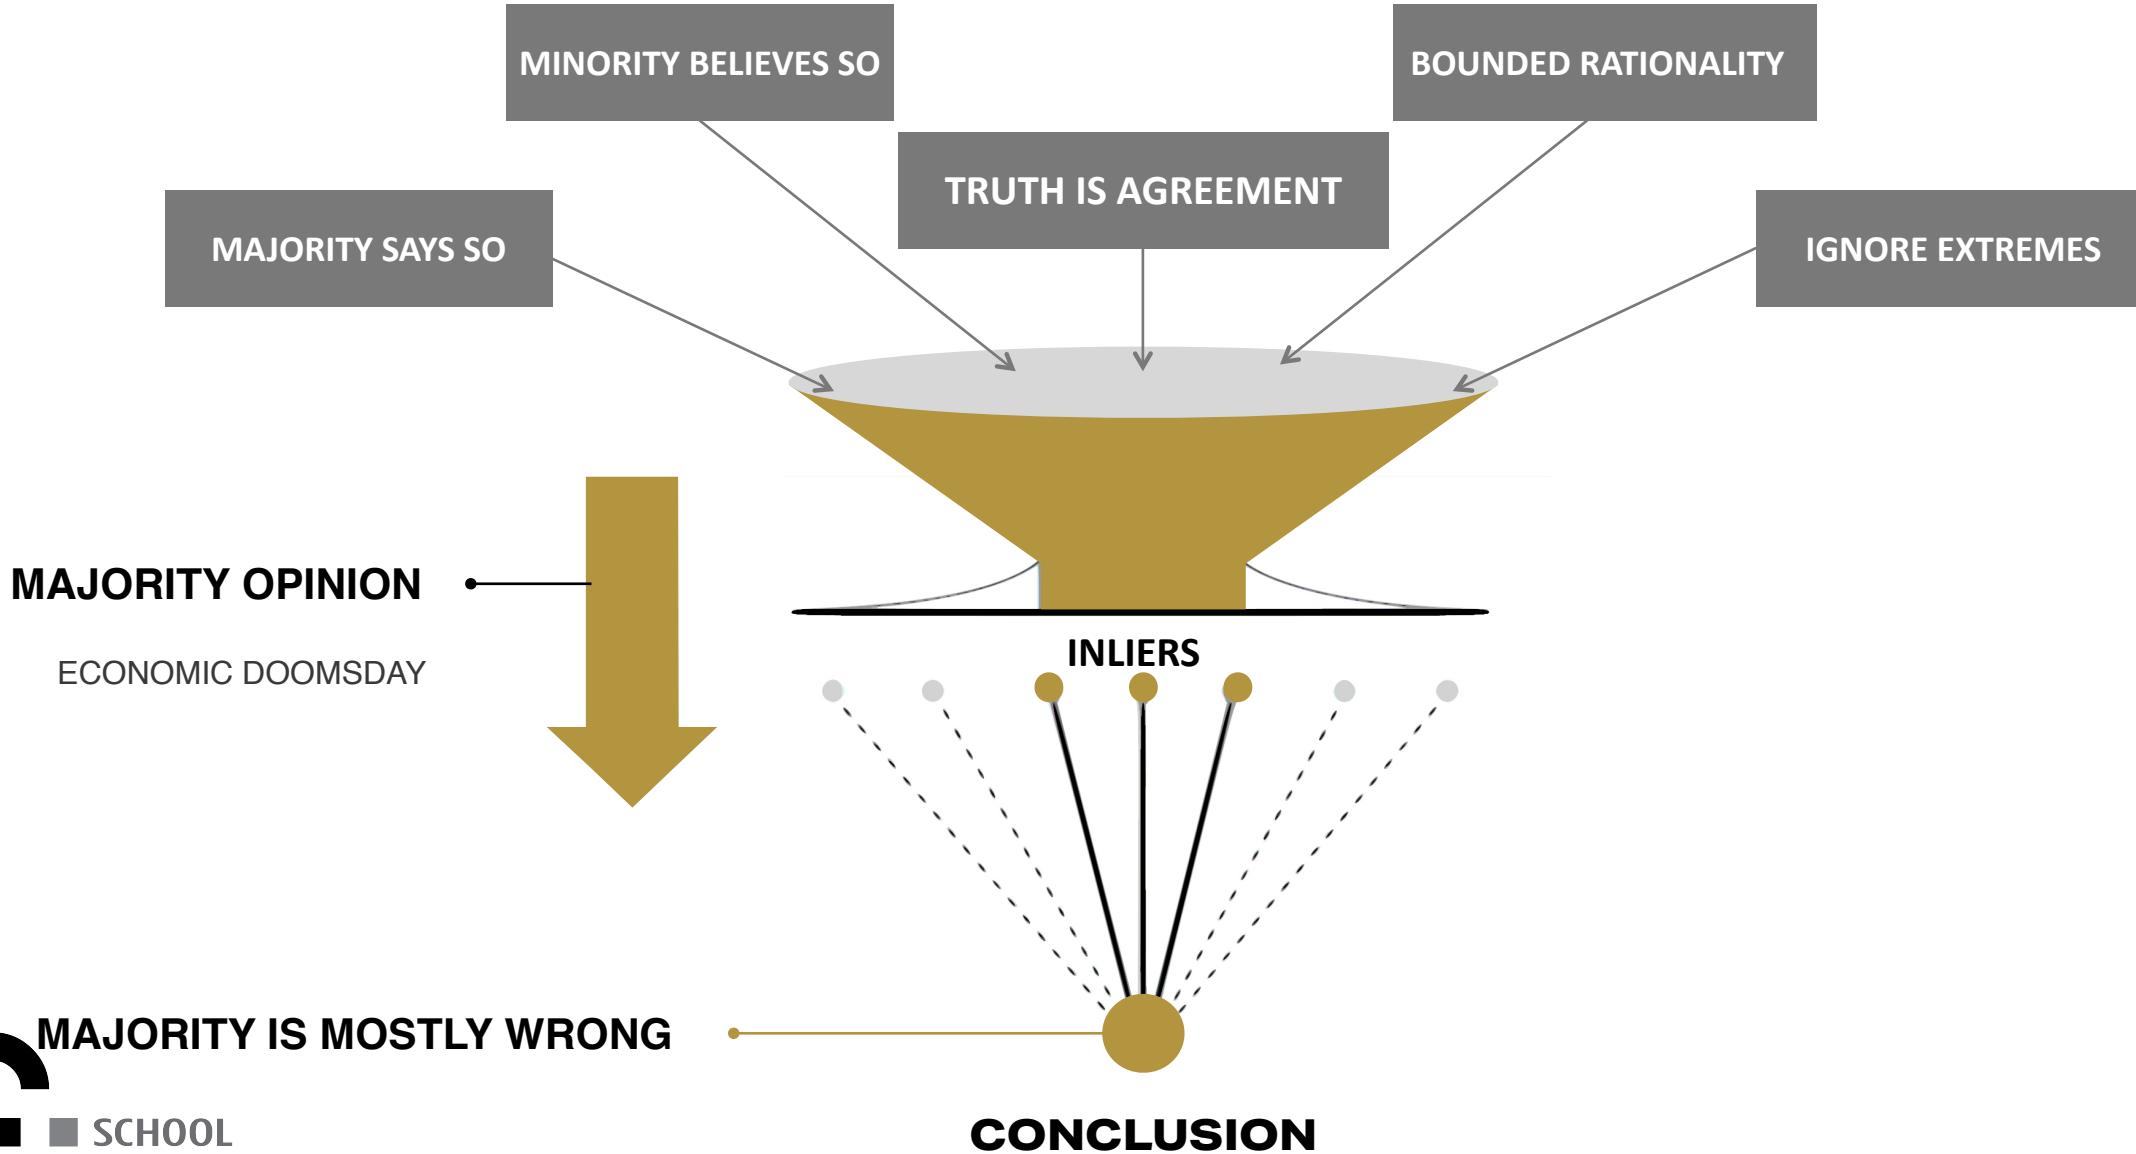 MINORITY BELIEVES SO
BOUNDED RATIONALITY
TRUTH IS AGREEMENT
MAJORITY SAYS SO
IGNORE EXTREMES
MAJORITY OPINION
ECONOMIC DOOMSDAY
INLIERS
MAJORITY IS MOSTLY WRONG
SCHOOL
CONCLUSION